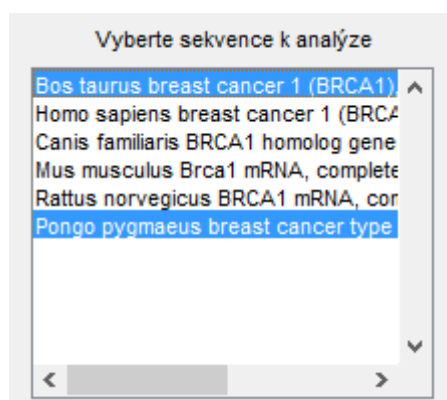 Vyberte sekvence k analýze
Bos taurus breast cancer 1 (BRCA1),
Homo sapiens breast cancer 1 (BRCA
Canis familiaris BRCA1 homolog gene
Mus musculus Brca1 mRNA, complete
Rattus norvegicus BRCA1 mRNA, con
Pongo pygmaeus breast cancer type